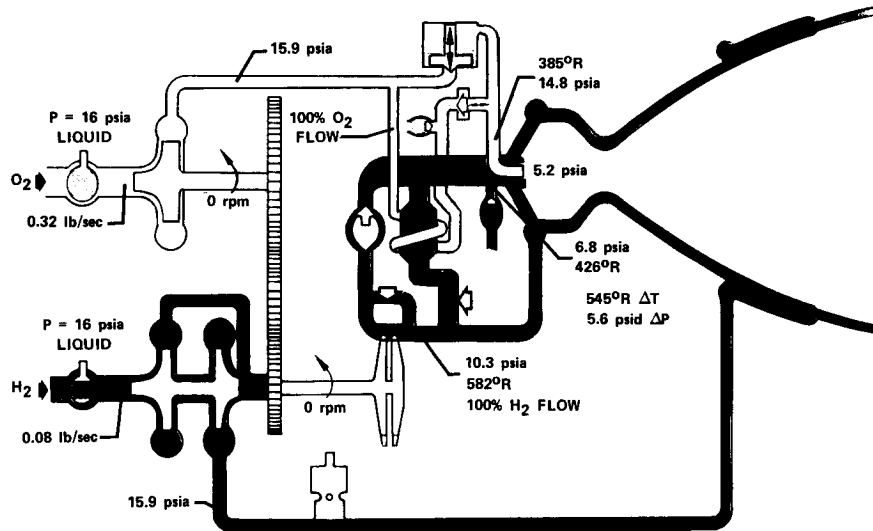 15.9 psia
385°R
14.8 psia
P = 16 psia
LIQUID
100% O2
FLOW
O2
0 rpm
5.2 psia
0.32 lb/sec
6.8 psia
426°R
545°R ΔT
5.6 psid ΔP
P = 16 psia
LIQUID
10.3 psia
582°R
100% H2 FLOW
H2
0 rpm
0.08 lb/sec
15.9 psia